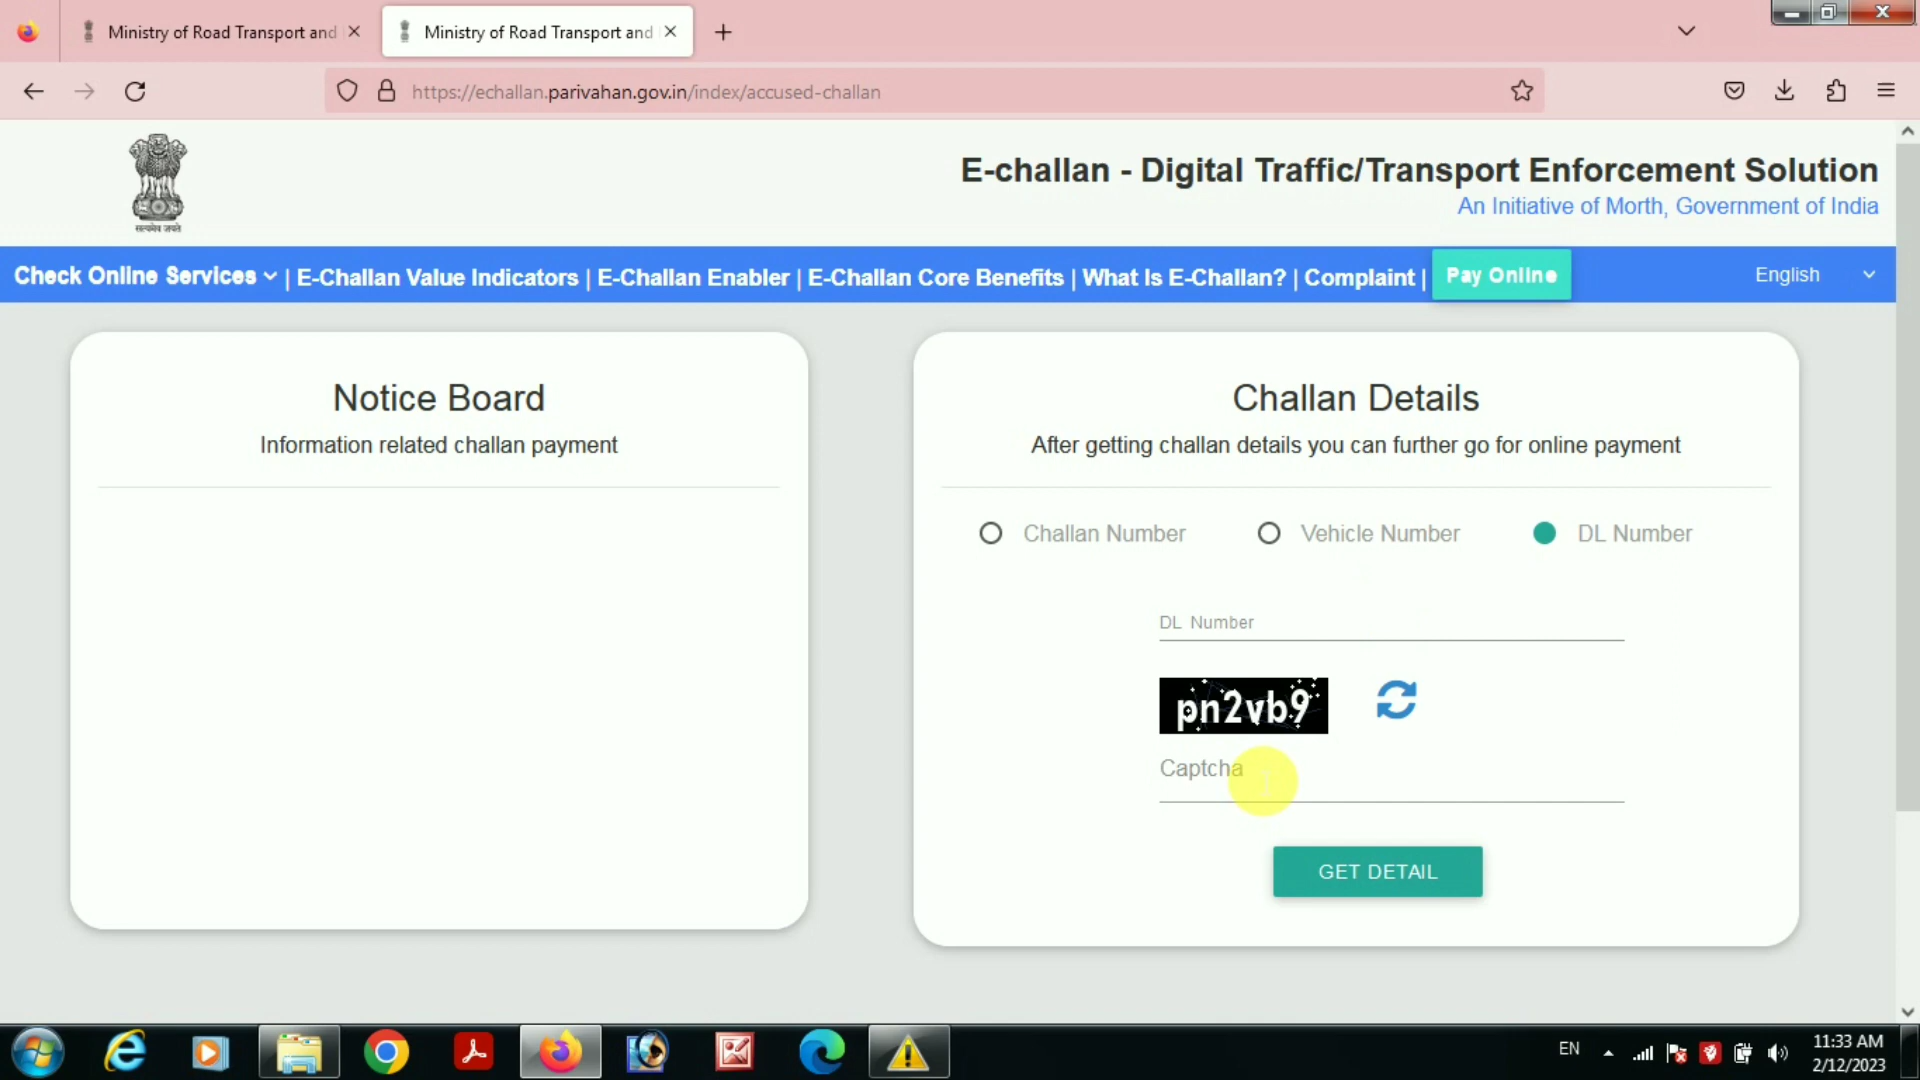 Ministry of Road Transport and
Ministry of Road Transport and
https://echallan.parivahan.gov.in/index/accused-challan
सत्यमेव जयते
E-challan - Digital Traffic/Transport Enforcement Solution
An Initiative of Morth, Government of India
Check Online Services | E-Challan Value Indicators | E-Challan Enabler | E-Challan Core Benefits | What Is E-Challan? | Complaint | Pay Online English
Notice Board
Information related challan payment
Challan Details
After getting challan details you can further go for online payment
Challan Number Vehicle Number DL Number
DL Number
pn2vb9
Captcha
GET DETAIL
EN
11:33 AM
2/12/2023